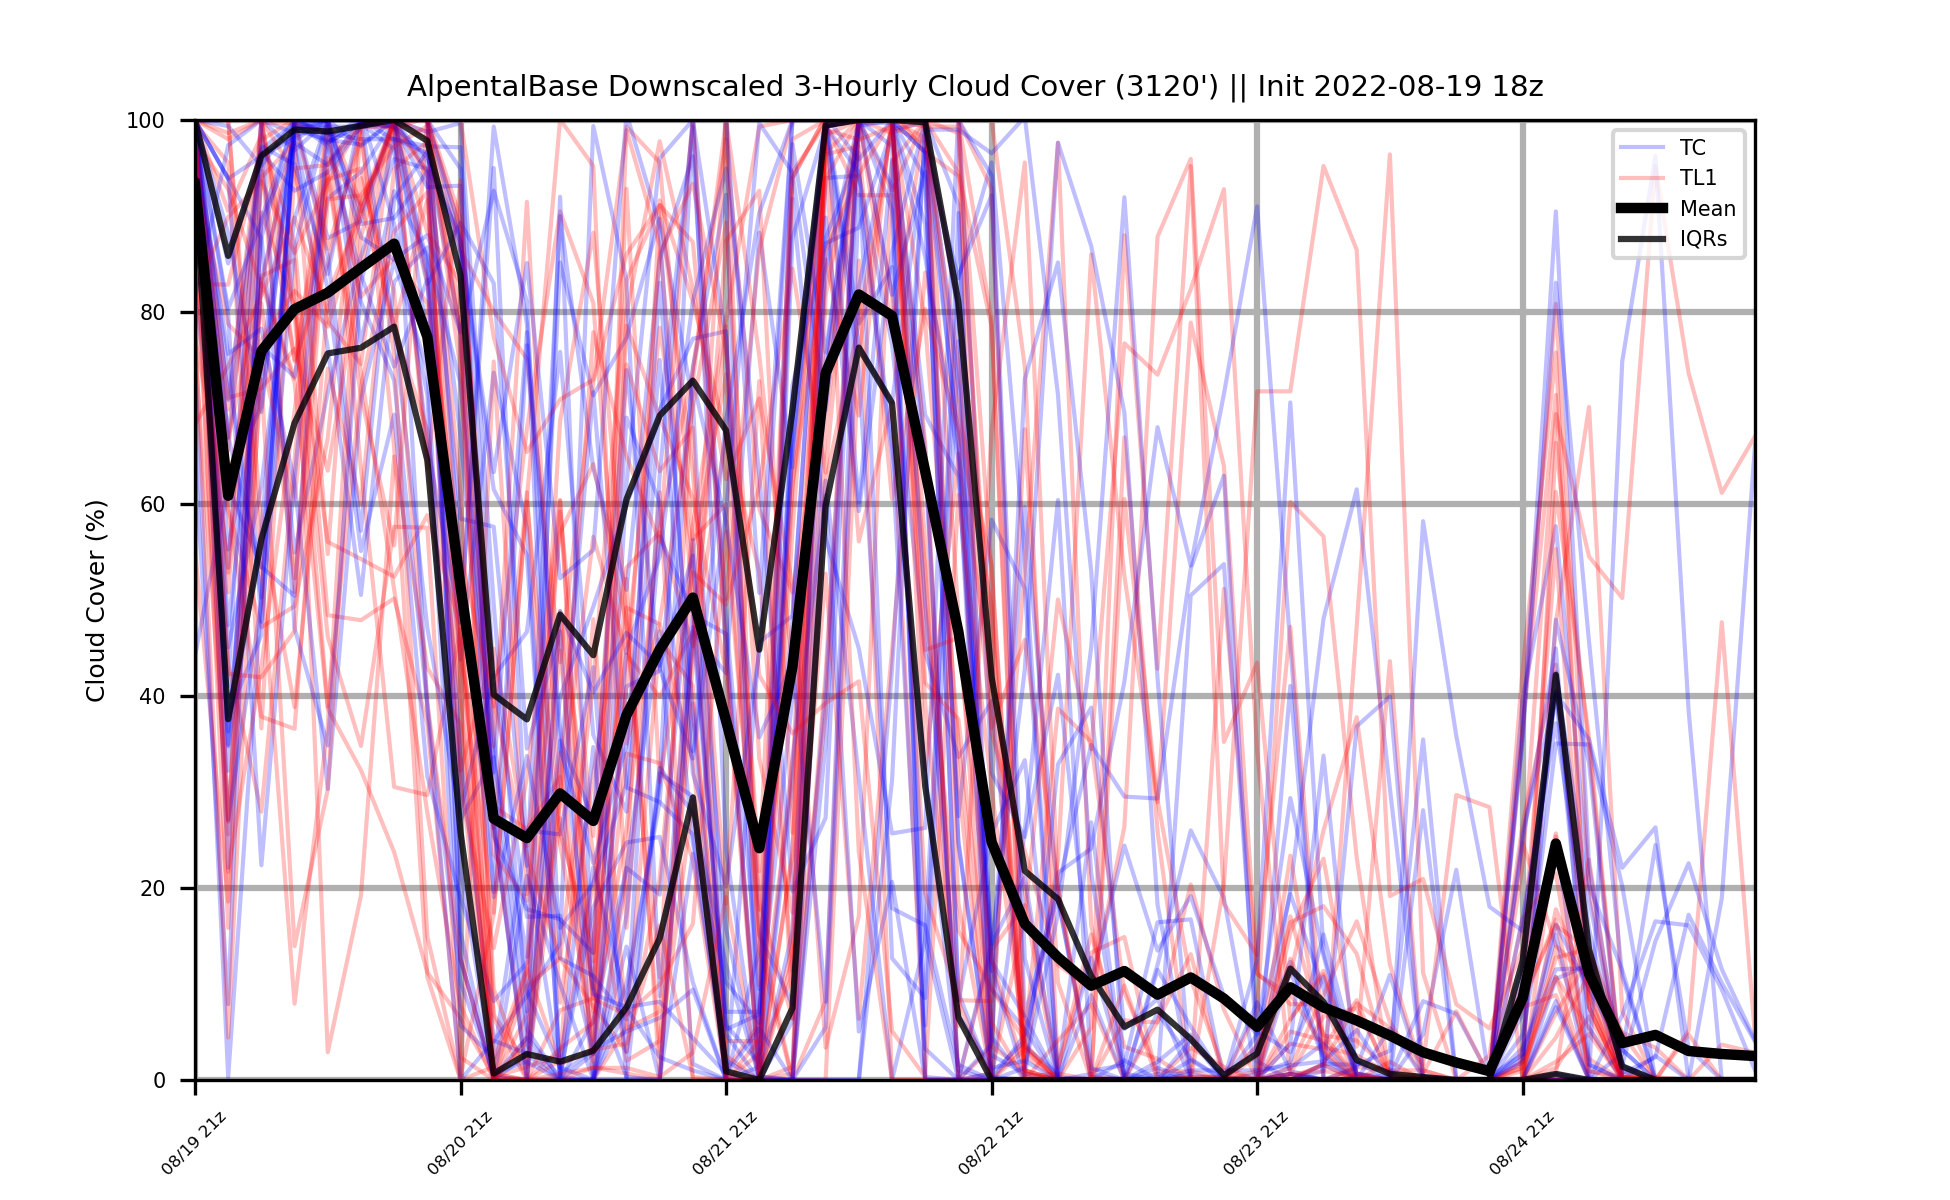 AlpentalBase Downscaled 3-Hourly Cloud Cover (3120') || Init 2022-08-19 18z
Cloud Cover (%)
100
80
60
40
20
0
TC
TL1
Mean
IQRs
08/19 21z
08/20 21z
08/21 21z
08/22 21z
08/23 21z
08/24 21z